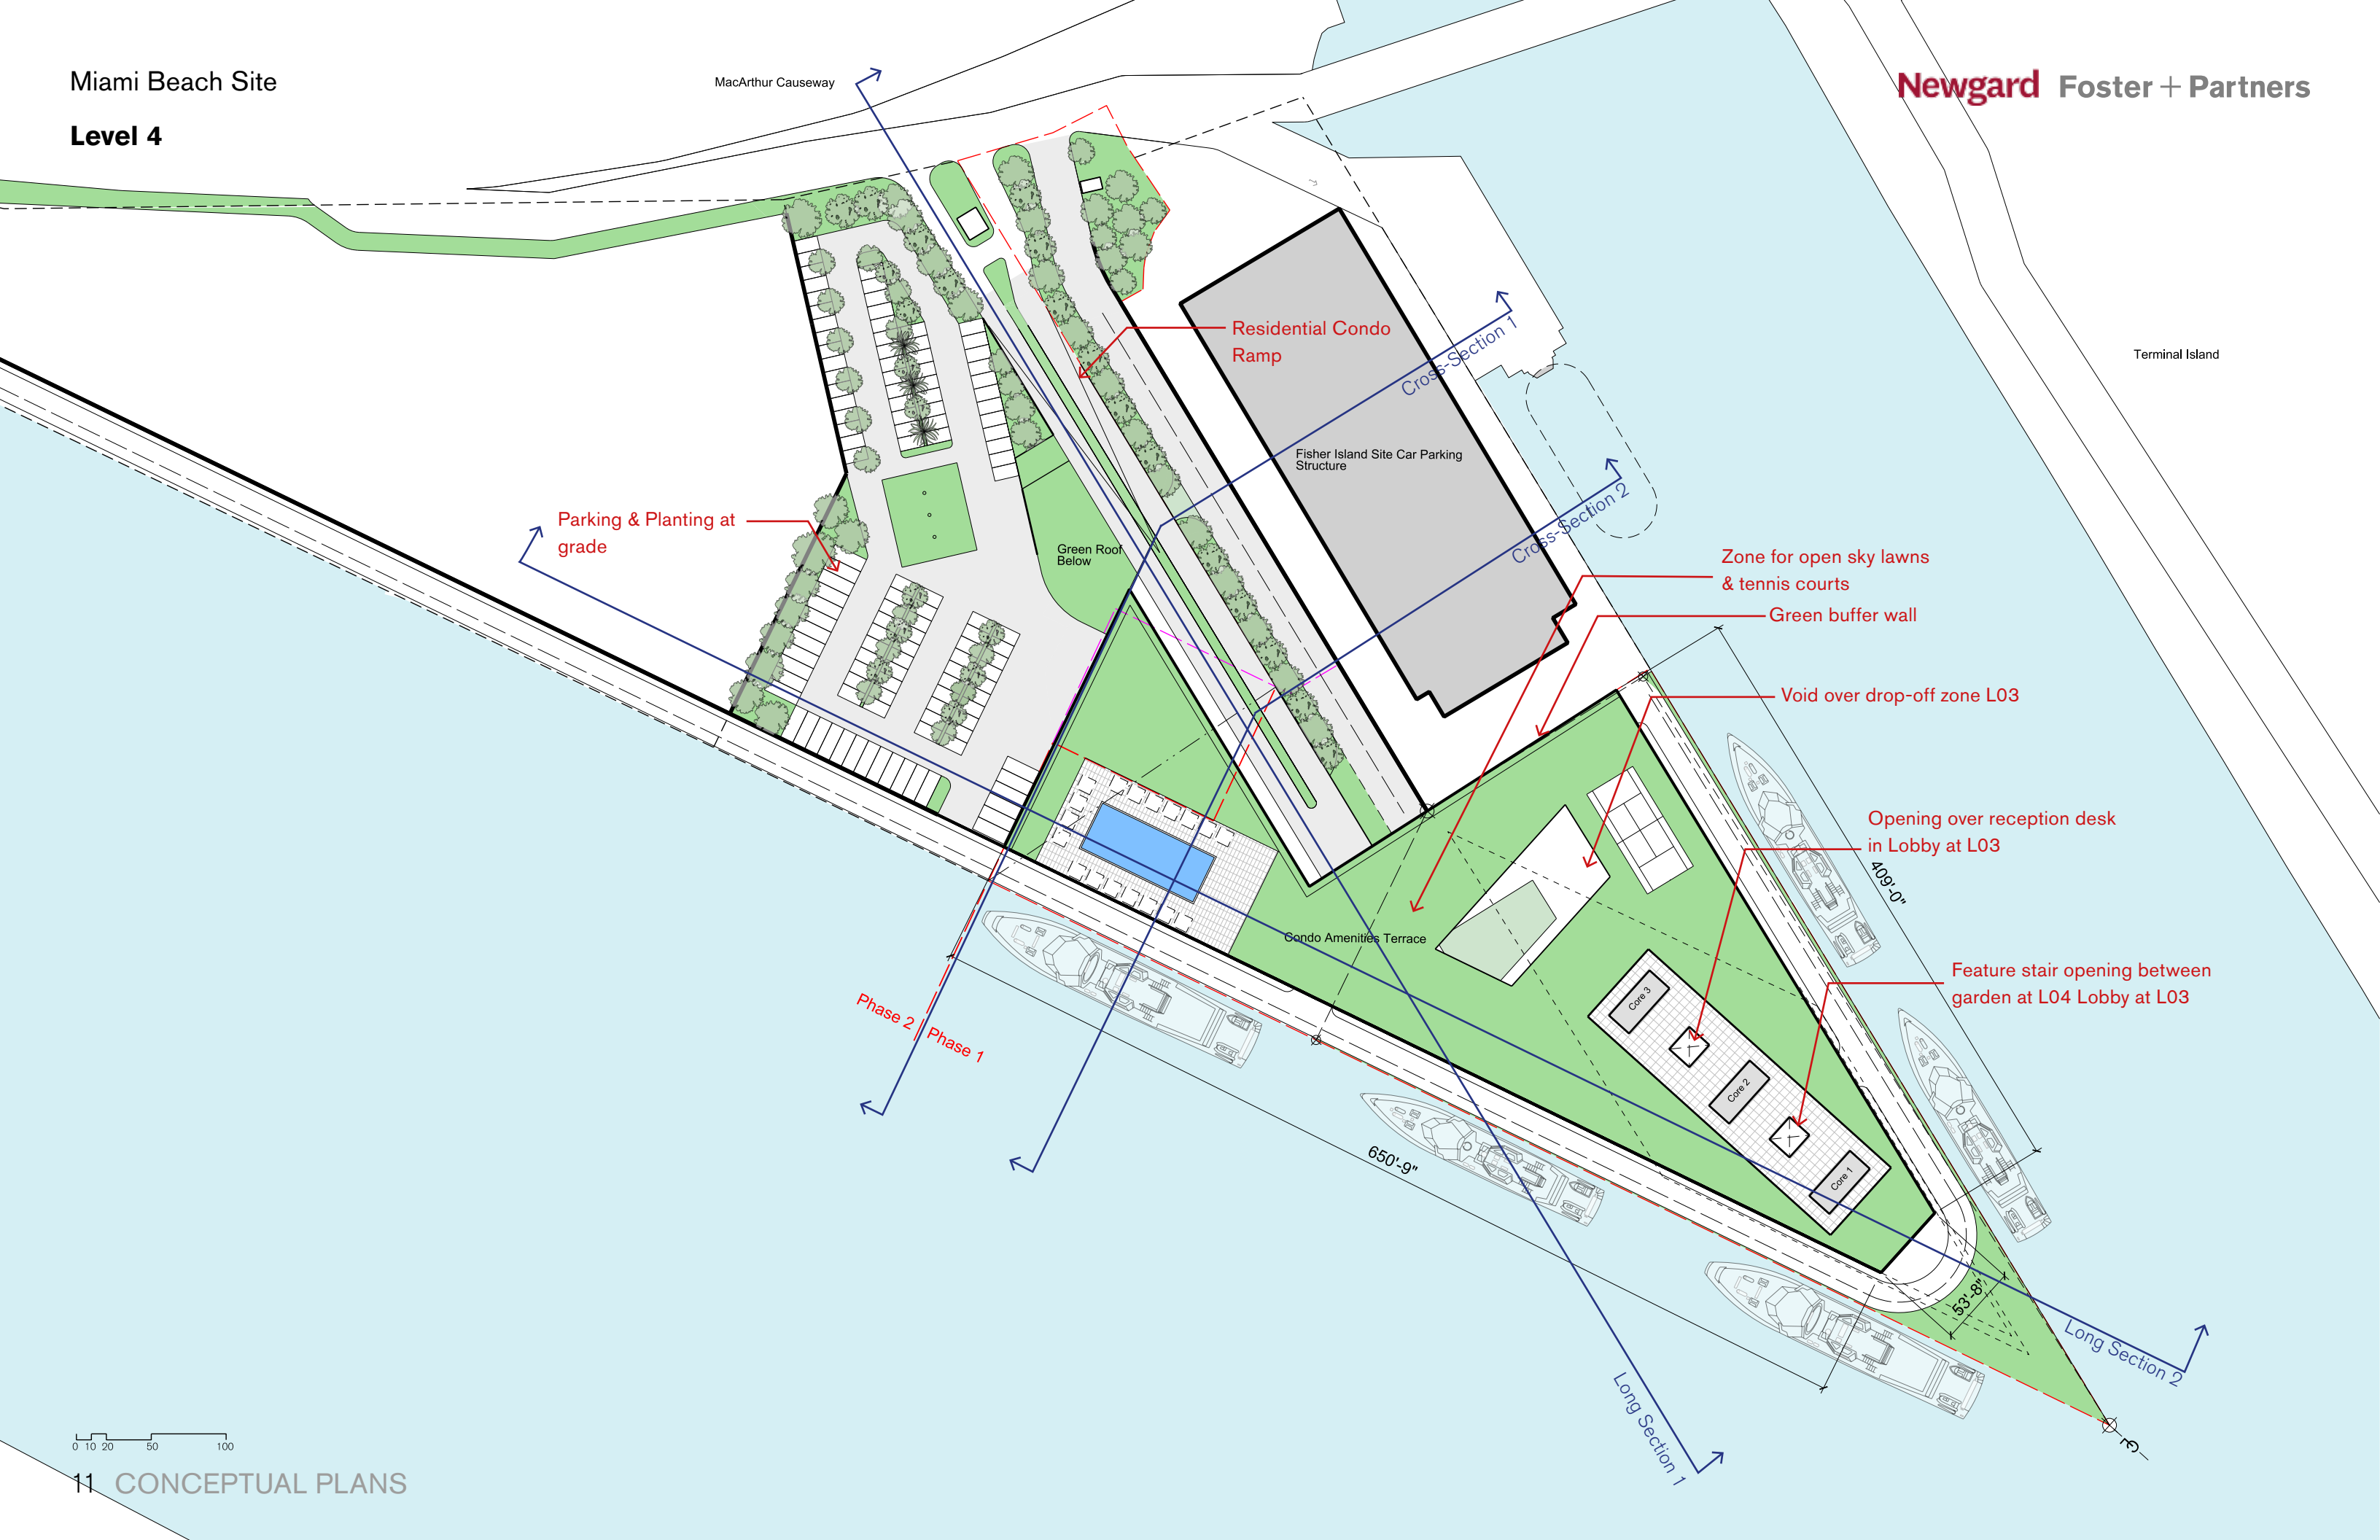 Miami Beach Site
Level 4
MacArthur Causeway
Newgard Foster + Partners
Terminal Island
Residential Condo
Ramp
Cross-Section 1
Fisher Island Site Car Parking
Structure
Cross-Section 2
Parking & Planting at
grade
Green Roof
Below
Zone for open sky lawns
& tennis courts
Green buffer wall
Void over drop-off zone L03
Opening over reception desk
in Lobby at L03
409'-0"
Condo Amenities Terrace
Feature stair opening between
garden at L04 Lobby at L03
Core 3
Core 2
Core 1
Phase 2
Phase 1
650'-9"
53'-8"
Long Section 2
Long Section 1
0 10 20 50 100
11 CONCEPTUAL PLANS